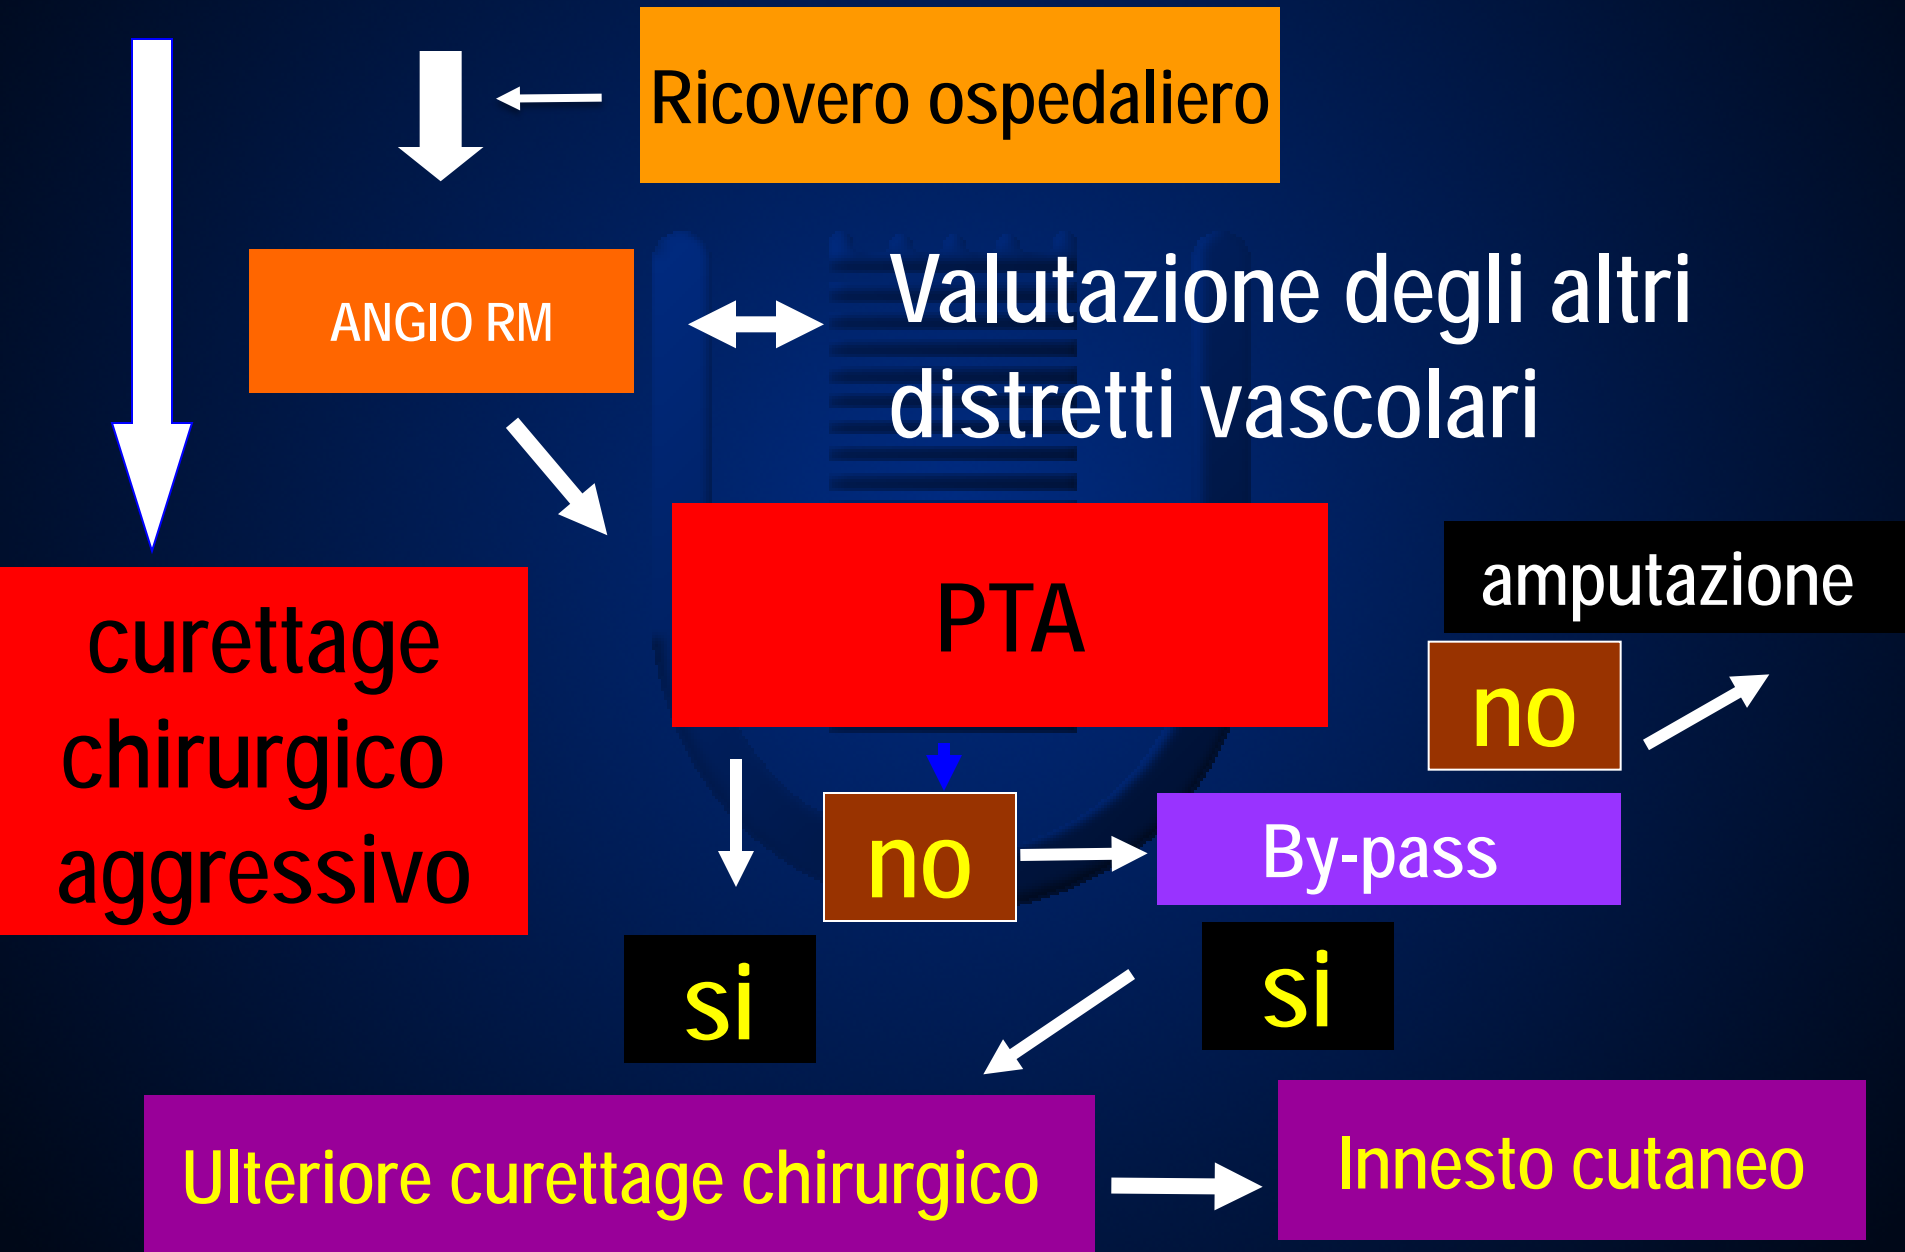 Ricovero ospedaliero
ANGIO RM
Valutazione degli altri
distretti vascolari
curettage
chirurgico
aggressivo
PTA
amputazione
no
no
By-pass
si
si
Ulteriore curettage chirurgico
Innesto cutaneo